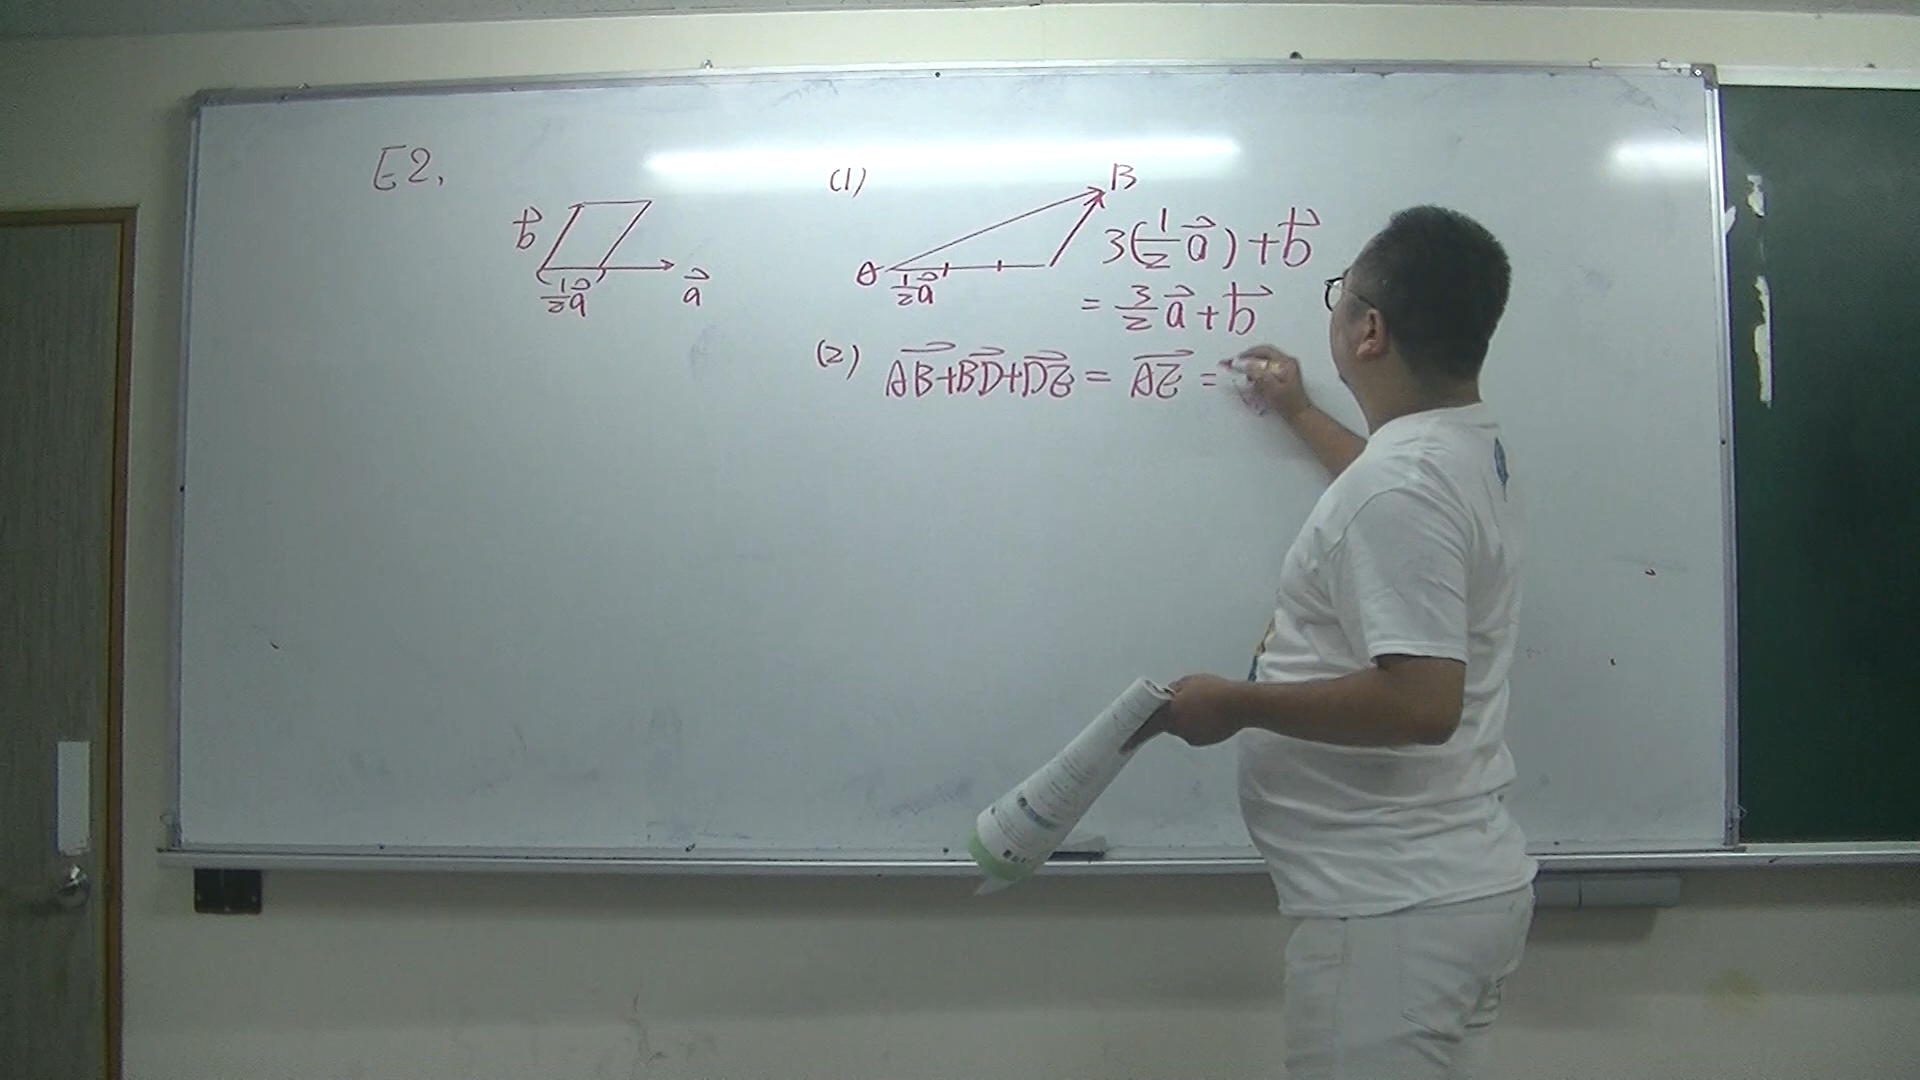 E2.
(1)
B
b⃗
3(1/2 a⃗) + b⃗
A
1/2 a⃗
1/2 a⃗
a⃗
= 3/2 a⃗ + b⃗
(2) AB⃗+BD⃗+DE⃗ = AE⃗ =